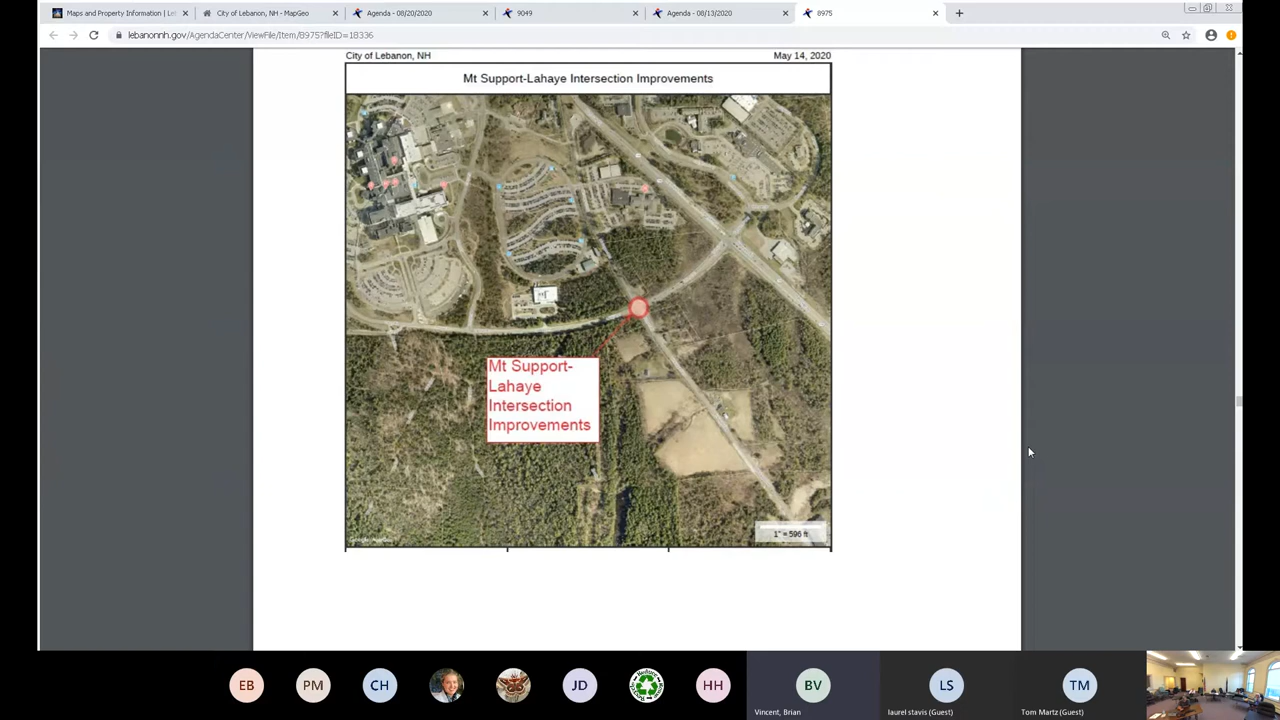 Maps and Property Information | Le
City of Lebanon, NH - MapGeo
Agenda - 08/20/2020
9049
Agenda - 08/13/2020
8975
lebanonnh.gov/AgendaCenter/ViewFile/Item/8975?fileID=18336
City of Lebanon, NH
May 14, 2020
Mt Support-Lahaye Intersection Improvements
Mt Support-
Lahaye
Intersection
Improvements
1" = 596 ft
EB
PM
CH
JD
HH
BV
LS
TM
Vincent, Brian
laurel stavis (Guest)
Tom Martz (Guest)